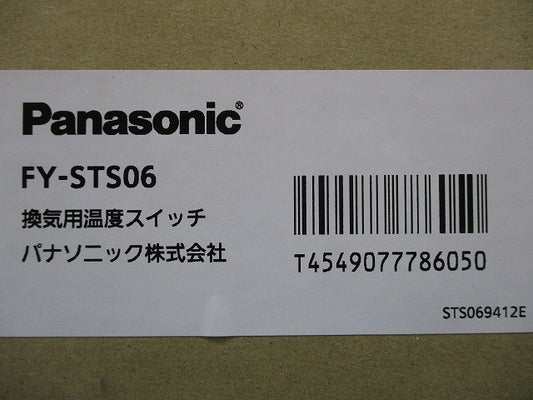 Panasonic®
FY-STS06
換気用温度スイッチ
パナソニック株式会社
T4549077786050
STS069412E